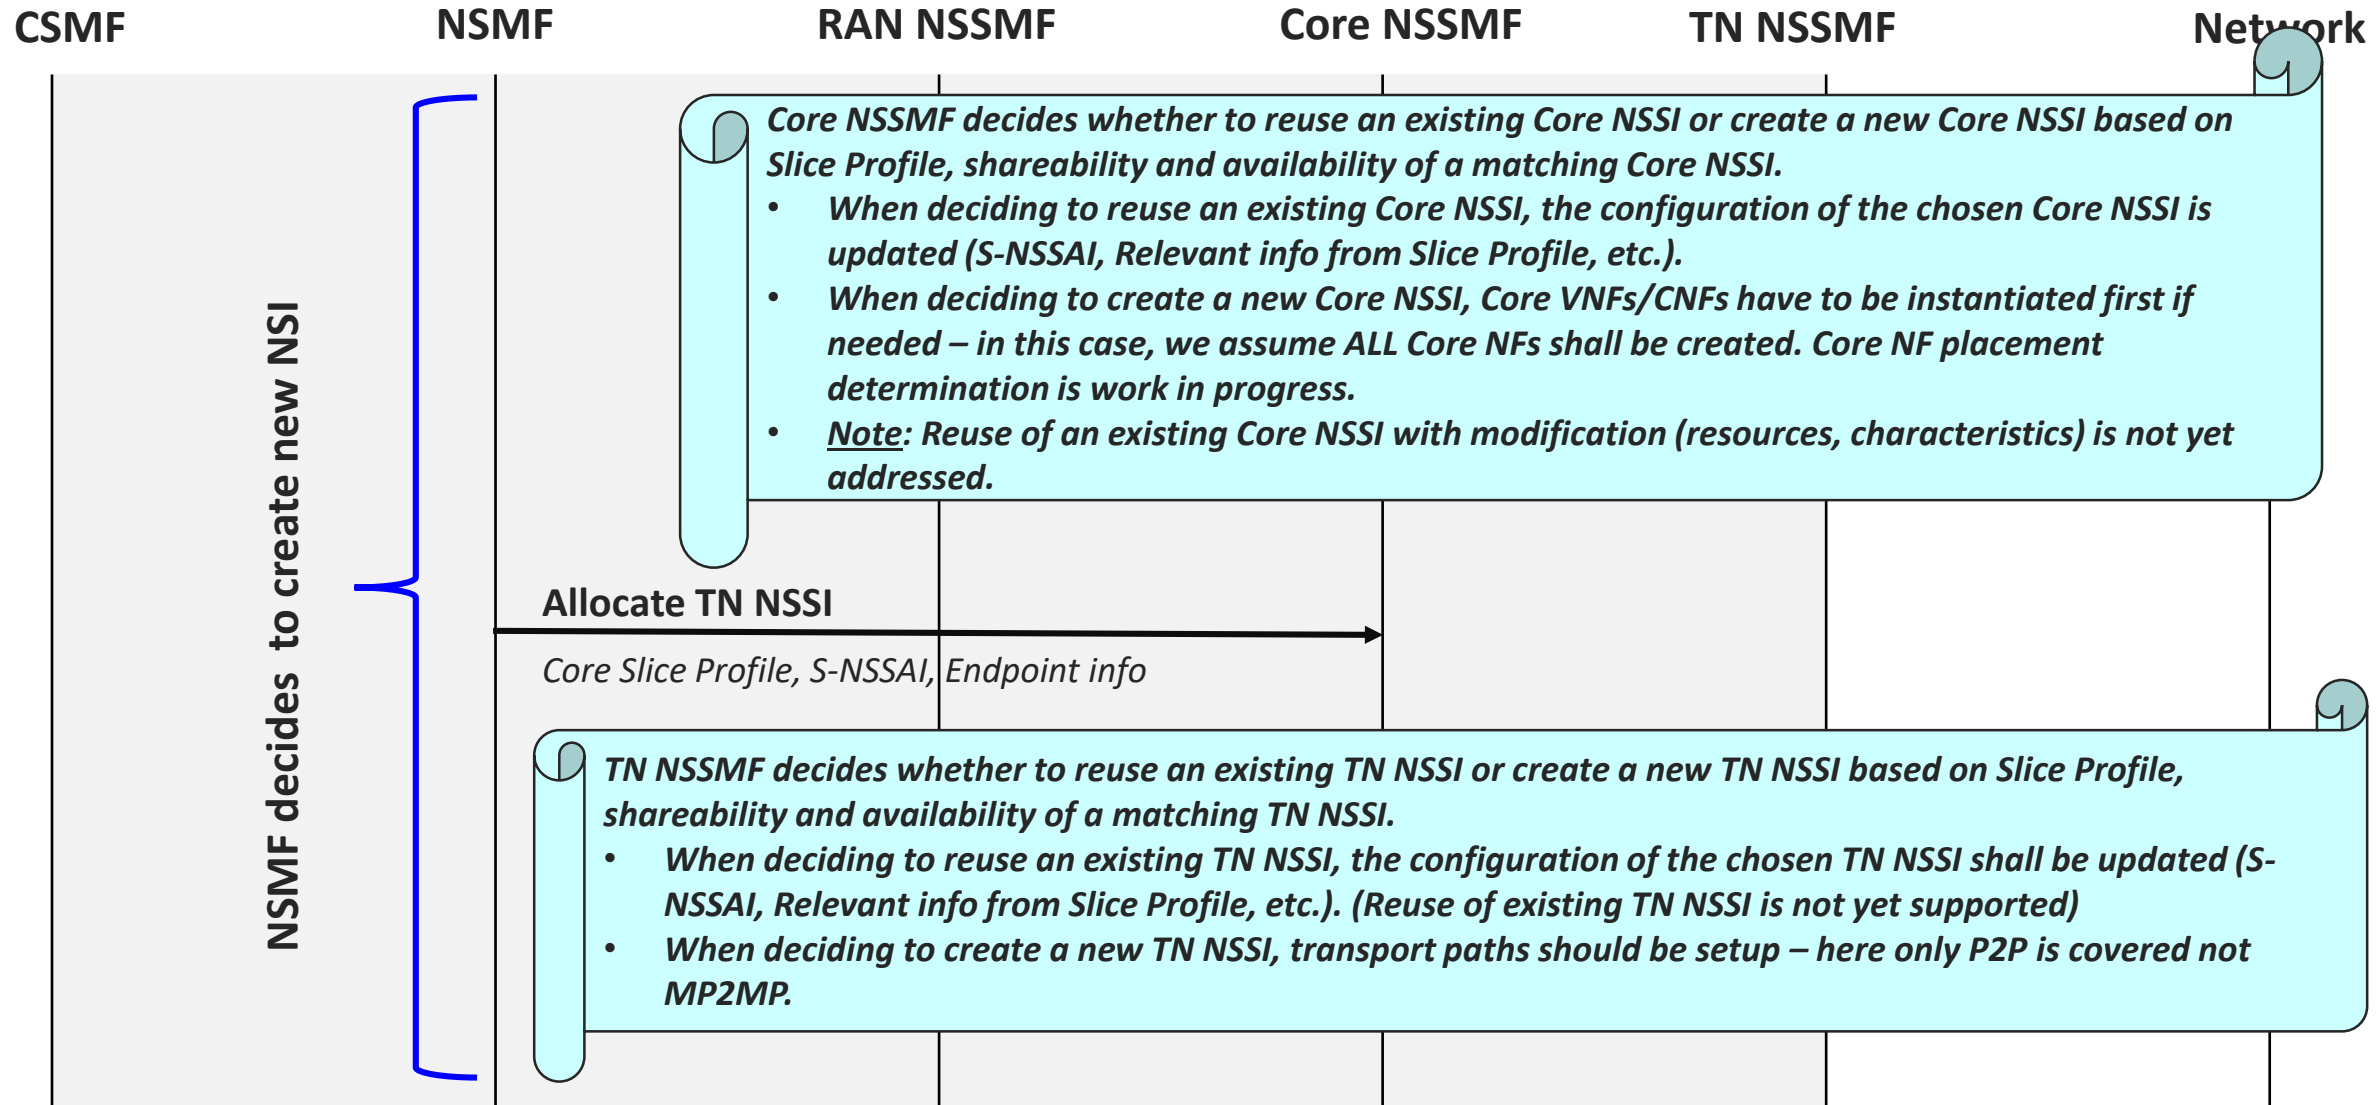 CSMF NSMF RAN NSSMF Core NSSMF TN NSSMF Network
Core NSSMF decides whether to reuse an existing Core NSSI or create a new Core NSSI based on
Slice Profile, shareability and availability of a matching Core NSSI.
• When deciding to reuse an existing Core NSSI, the configuration of the chosen Core NSSI is
updated (S-NSSAI, Relevant info from Slice Profile, etc.).
• When deciding to create a new Core NSSI, Core VNFs/CNFs have to be instantiated first if
needed – in this case, we assume ALL Core NFs shall be created. Core NF placement
determination is work in progress.
• Note: Reuse of an existing Core NSSI with modification (resources, characteristics) is not yet
addressed.
NSMF decides to create new NSI
Allocate TN NSSI
Core Slice Profile, S-NSSAI, Endpoint info
TN NSSMF decides whether to reuse an existing TN NSSI or create a new TN NSSI based on Slice Profile,
shareability and availability of a matching TN NSSI.
• When deciding to reuse an existing TN NSSI, the configuration of the chosen TN NSSI shall be updated (S-
NSSAI, Relevant info from Slice Profile, etc.). (Reuse of existing TN NSSI is not yet supported)
• When deciding to create a new TN NSSI, transport paths should be setup – here only P2P is covered not
MP2MP.